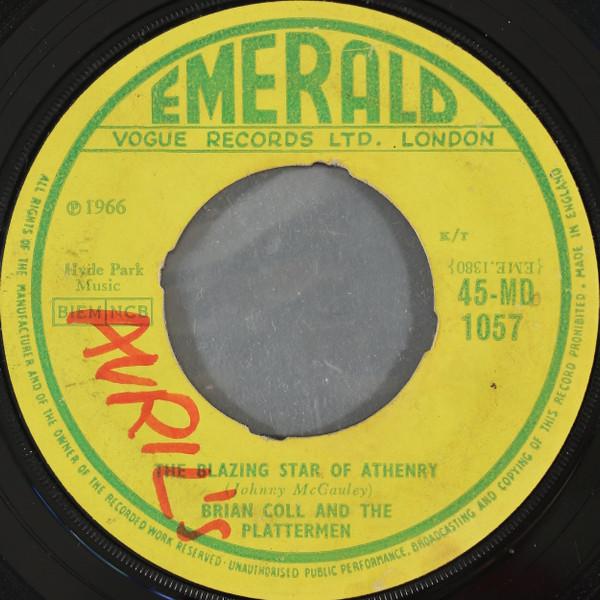 EMERALD
VOGUE RECORDS LTD. LONDON
℗ 1966
K/T
Hyde Park
Music
BIEM NCB
{EME.1380}
45-MD
1057
AVRIL'S
THE BLAZING STAR OF ATHENRY
(Johnny McCauley)
BRIAN COLL AND THE
PLATTERMEN
ALL RIGHTS OF THE MANUFACTURER AND OF THE OWNER OF THE RECORDED WORK RESERVED · UNAUTHORISED PUBLIC PERFORMANCE, BROADCASTING AND COPYING OF THIS RECORD PROHIBITED . MADE IN ENGLAND